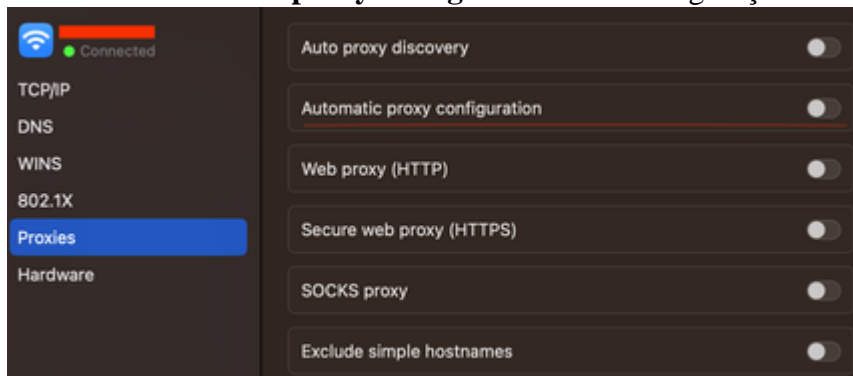 Connected
TCP/IP
DNS
WINS
802.1X
Proxies
Hardware
Auto proxy discovery
Automatic proxy configuration
Web proxy (HTTP)
Secure web proxy (HTTPS)
SOCKS proxy
Exclude simple hostnames